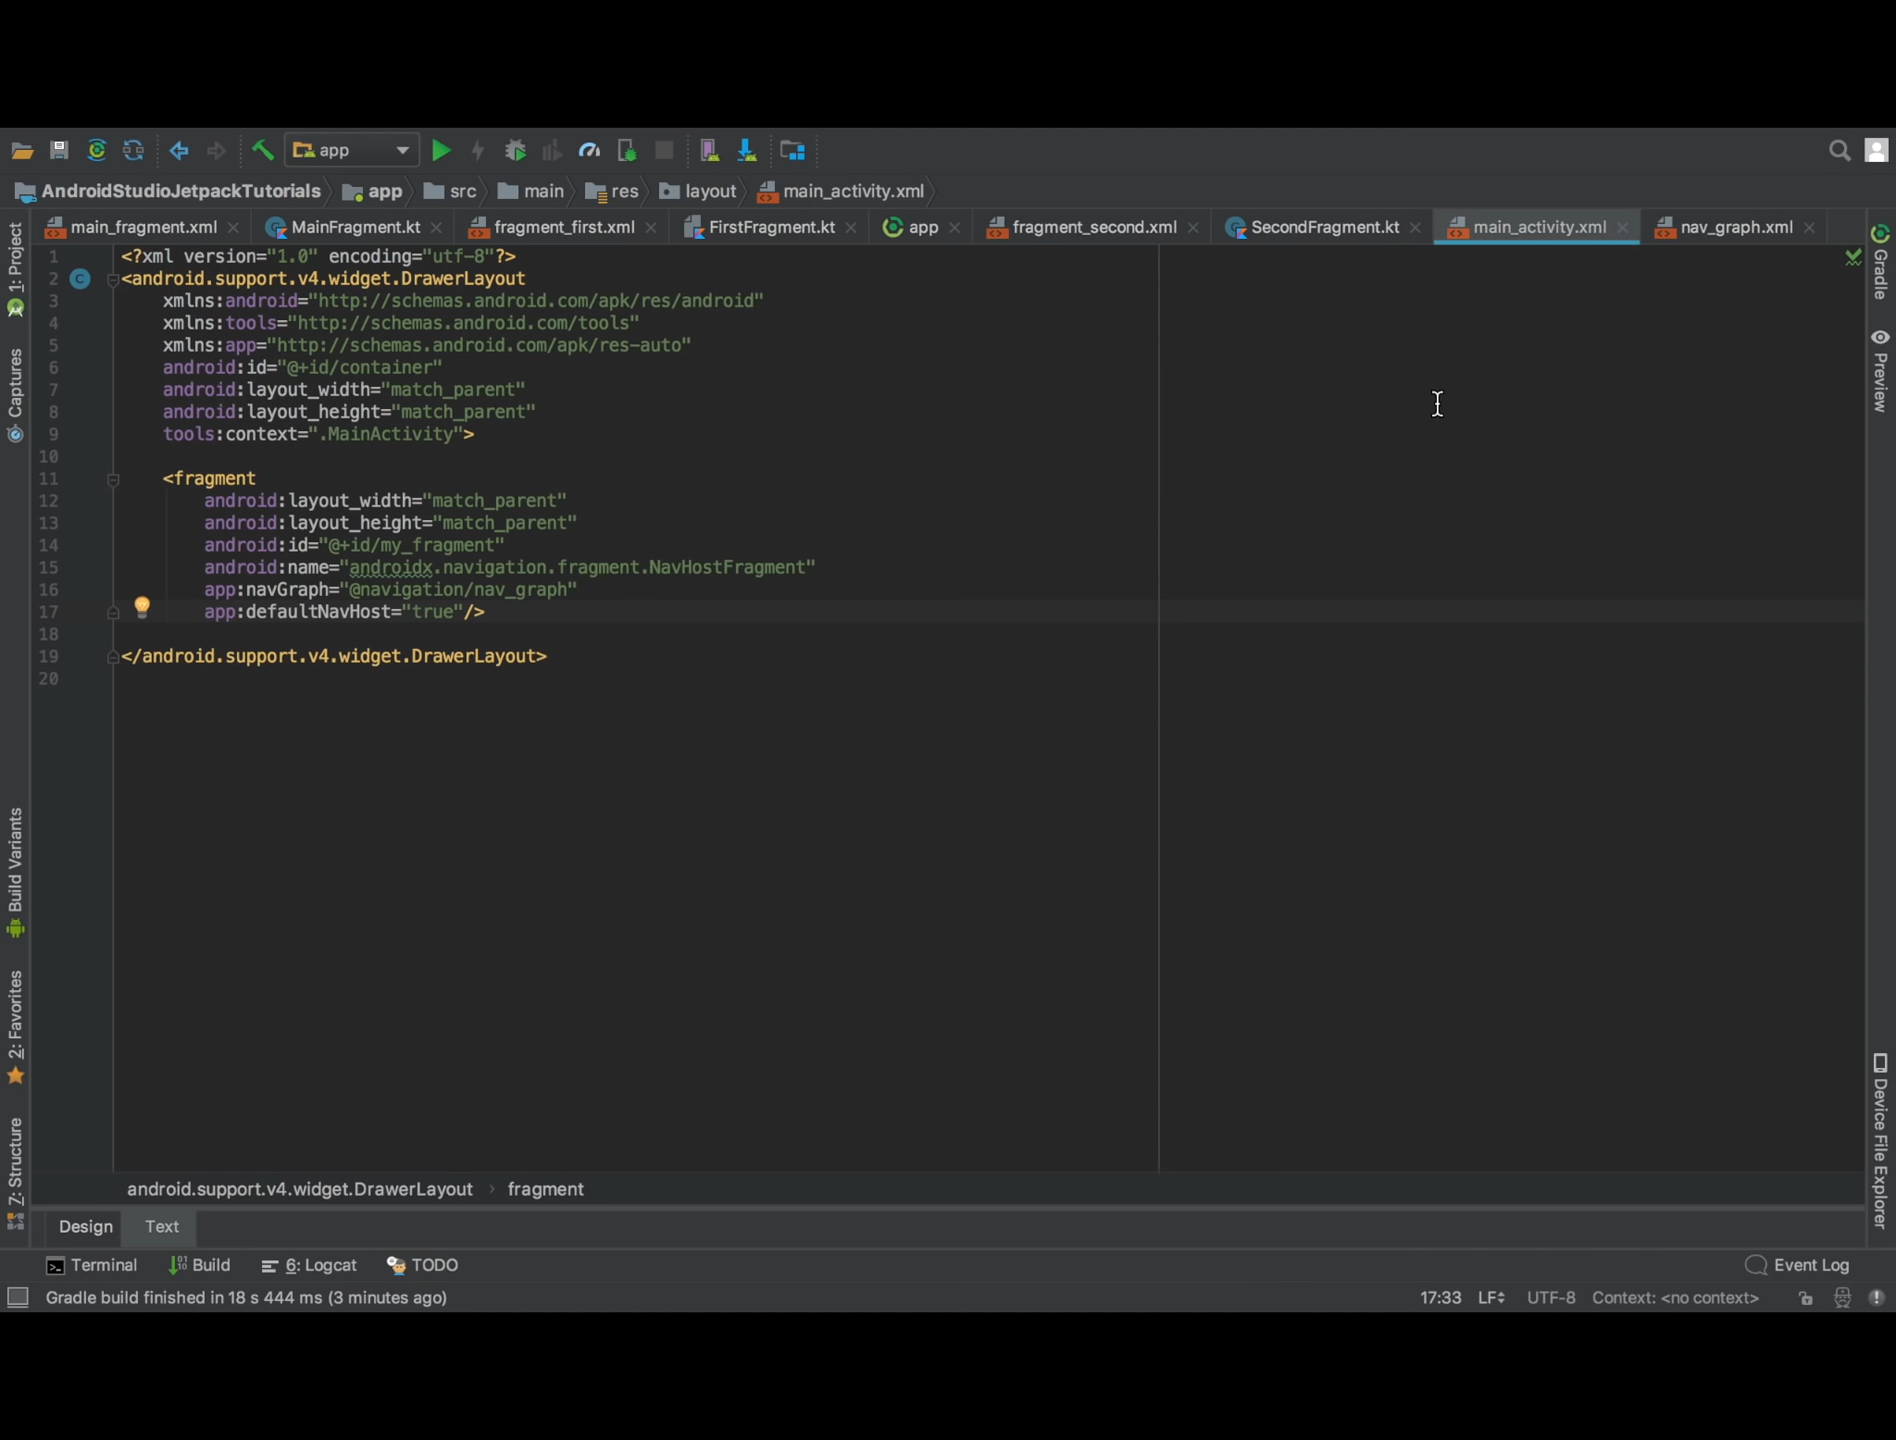 app
AndroidStudioJetpackTutorials app src main res layout main_activity.xml
main_fragment.xml MainFragment.kt fragment_first.xml FirstFragment.kt app fragment_second.xml SecondFragment.kt main_activity.xml nav_graph.xml
1: Project
Captures
Build Variants
2: Favorites
7: Structure
1 <?xml version="1.0" encoding="utf-8"?>
2 <android.support.v4.widget.DrawerLayout
3 xmlns:android="http://schemas.android.com/apk/res/android"
4 xmlns:tools="http://schemas.android.com/tools"
5 xmlns:app="http://schemas.android.com/apk/res-auto"
6 android:id="@+id/container"
7 android:layout_width="match_parent"
8 android:layout_height="match_parent"
9 tools:context=".MainActivity">
10
11 <fragment
12 android:layout_width="match_parent"
13 android:layout_height="match_parent"
14 android:id="@+id/my_fragment"
15 android:name="androidx.navigation.fragment.NavHostFragment"
16 app:navGraph="@navigation/nav_graph"
17 app:defaultNavHost="true"/>
18
19 </android.support.v4.widget.DrawerLayout>
20
Gradle
Preview
Device File Explorer
android.support.v4.widget.DrawerLayout fragment
Design Text
Terminal Build 6: Logcat TODO Event Log
Gradle build finished in 18 s 444 ms (3 minutes ago) 17:33 LF UTF-8 Context: <no context>